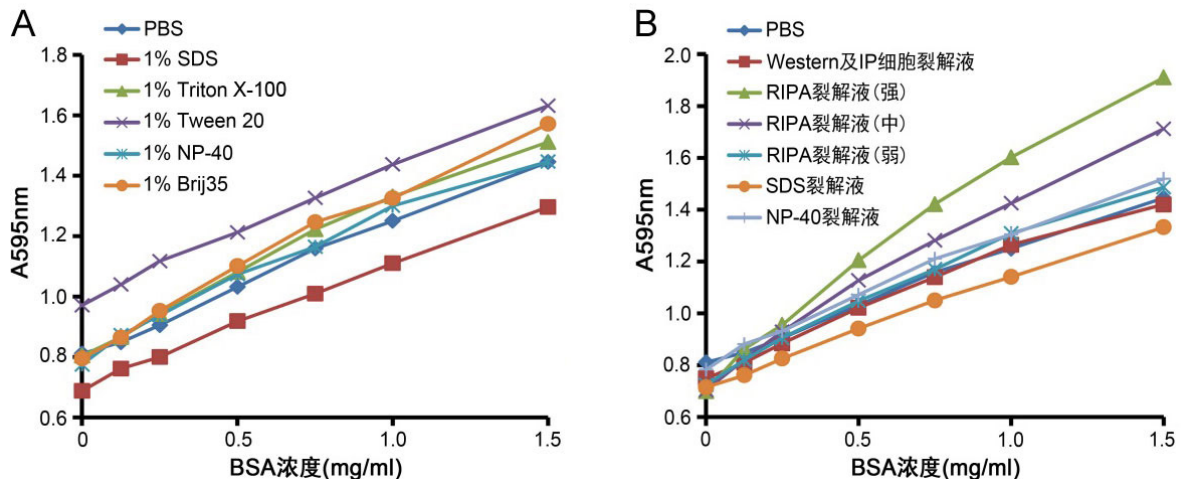 A
PBS
1% SDS
1% Triton X-100
1% Tween 20
1% NP-40
1% Brij35
A595nm
1.8
1.6
1.4
1.2
1.0
0.8
0.6
0
0.5
1.0
1.5
BSA浓度(mg/ml)
B
PBS
Western及IP细胞裂解液
RIPA裂解液(强)
RIPA裂解液(中)
RIPA裂解液(弱)
SDS裂解液
NP-40裂解液
A595nm
2.0
1.8
1.6
1.4
1.2
1.0
0.8
0.6
0
0.5
1.0
1.5
BSA浓度(mg/ml)